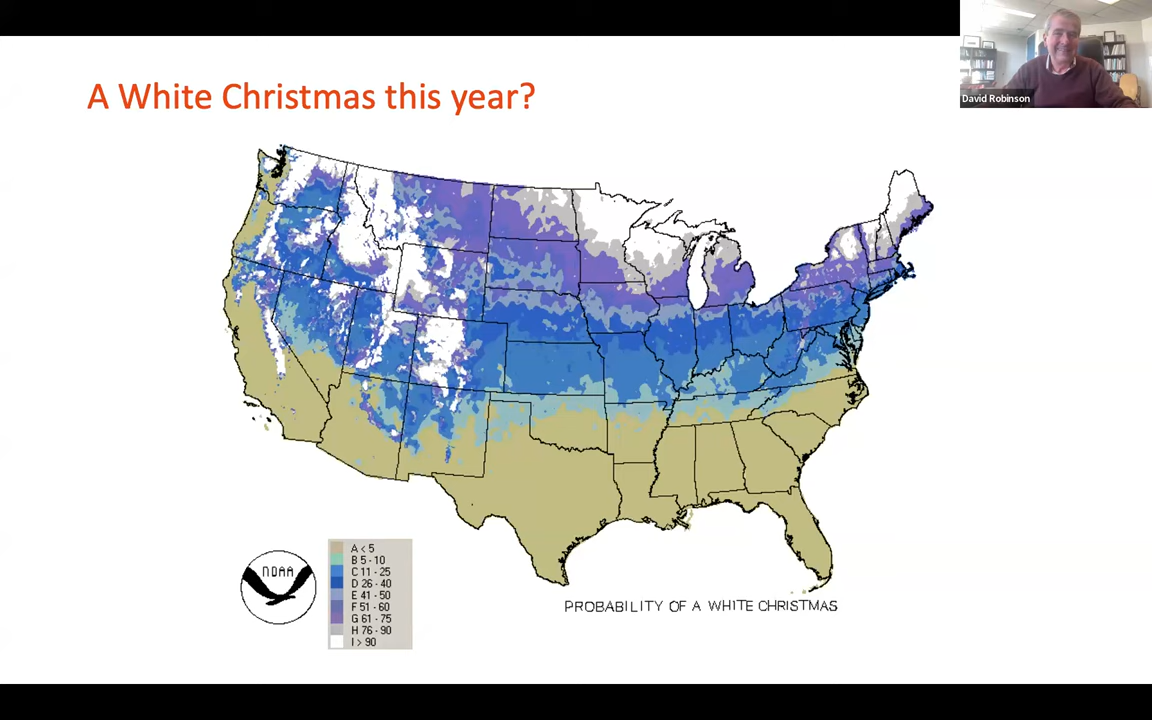 A White Christmas this year?
David Robinson
NOAA
A < 5
B 5 - 10
C 11 - 25
D 26 - 40
E 41 - 50
F 51 - 60
G 61 - 75
H 76 - 90
I > 90
PROBABILITY OF A WHITE CHRISTMAS